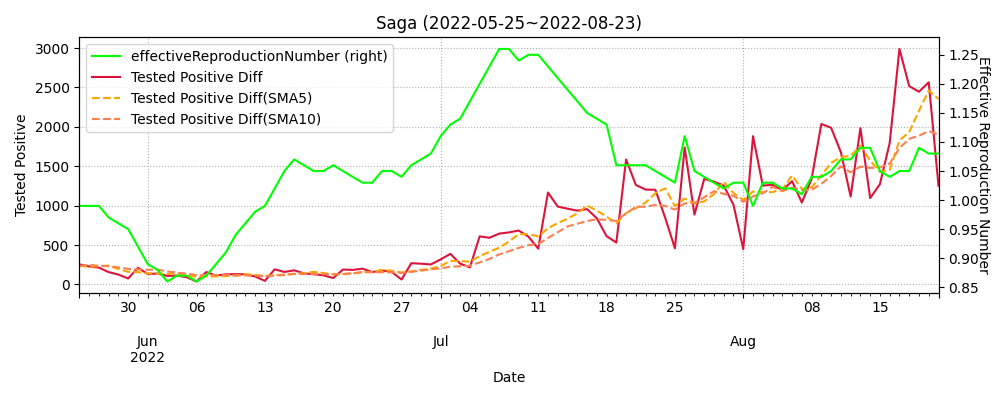 Saga (2022-05-25~2022-08-23)
effectiveReproductionNumber (right)
Tested Positive Diff
Tested Positive Diff(SMA5)
Tested Positive Diff(SMA10)
Tested Positive
3000
2500
2000
1500
1000
500
0
Effective Reproduction Number
1.25
1.20
1.15
1.10
1.05
1.00
0.95
0.90
0.85
30 06 13 20 27 04 11 18 25 08 15
Jun Jul Aug
2022
Date